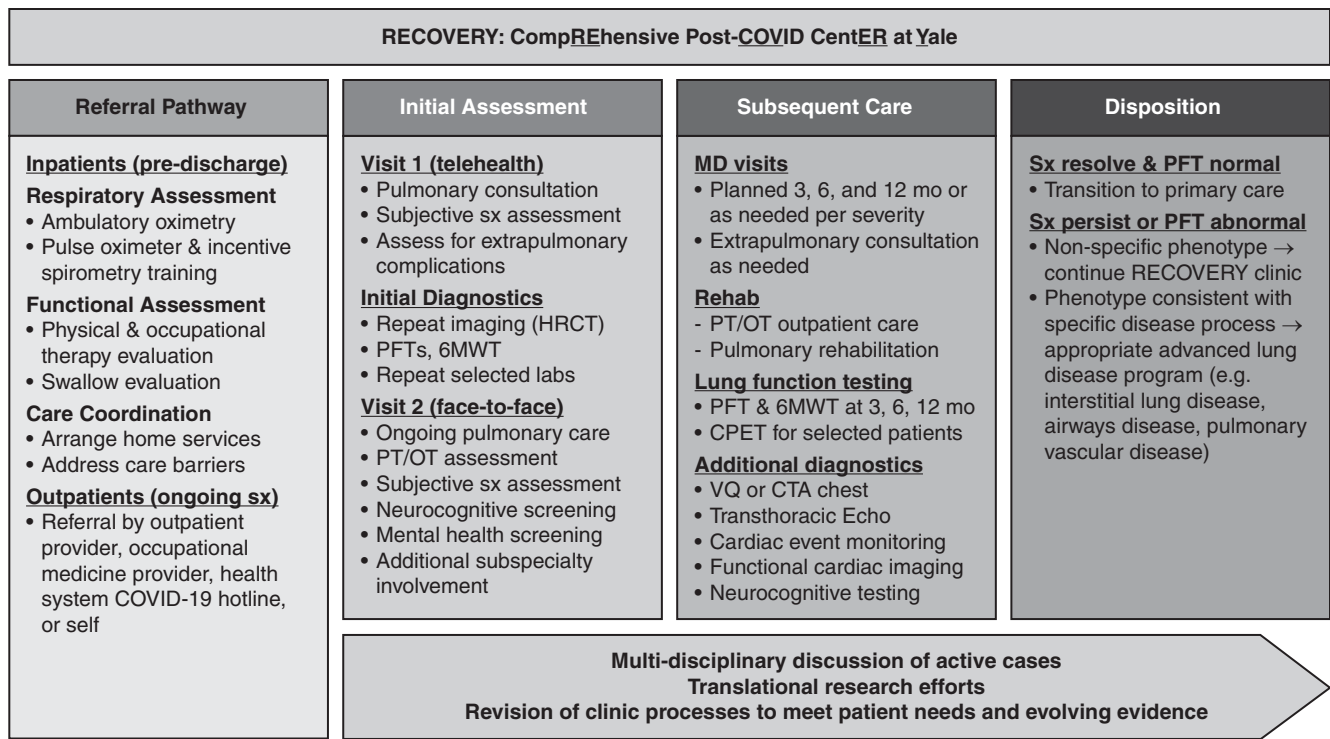 RECOVERY: CompREhensive Post-COVID CentER at Yale
Referral Pathway
Inpatients (pre-discharge)
Respiratory Assessment
• Ambulatory oximetry
• Pulse oximeter & incentive
spirometry training
Functional Assessment
• Physical & occupational
therapy evaluation
• Swallow evaluation
Care Coordination
• Arrange home services
• Address care barriers
Outpatients (ongoing sx)
• Referral by outpatient
provider, occupational
medicine provider, health
system COVID-19 hotline,
or self
Initial Assessment
Visit 1 (telehealth)
• Pulmonary consultation
• Subjective sx assessment
• Assess for extrapulmonary
complications
Initial Diagnostics
• Repeat imaging (HRCT)
• PFTs, 6MWT
• Repeat selected labs
Visit 2 (face-to-face)
• Ongoing pulmonary care
• PT/OT assessment
• Subjective sx assessment
• Neurocognitive screening
• Mental health screening
• Additional subspecialty
involvement
Subsequent Care
MD visits
• Planned 3, 6, and 12 mo or
as needed per severity
• Extrapulmonary consultation
as needed
Rehab
- PT/OT outpatient care
- Pulmonary rehabilitation
Lung function testing
• PFT & 6MWT at 3, 6, 12 mo
• CPET for selected patients
Additional diagnostics
• VQ or CTA chest
• Transthoracic Echo
• Cardiac event monitoring
• Functional cardiac imaging
• Neurocognitive testing
Disposition
Sx resolve & PFT normal
• Transition to primary care
Sx persist or PFT abnormal
• Non-specific phenotype →
continue RECOVERY clinic
• Phenotype consistent with
specific disease process →
appropriate advanced lung
disease program (e.g.
interstitial lung disease,
airways disease, pulmonary
vascular disease)
Multi-disciplinary discussion of active cases
Translational research efforts
Revision of clinic processes to meet patient needs and evolving evidence